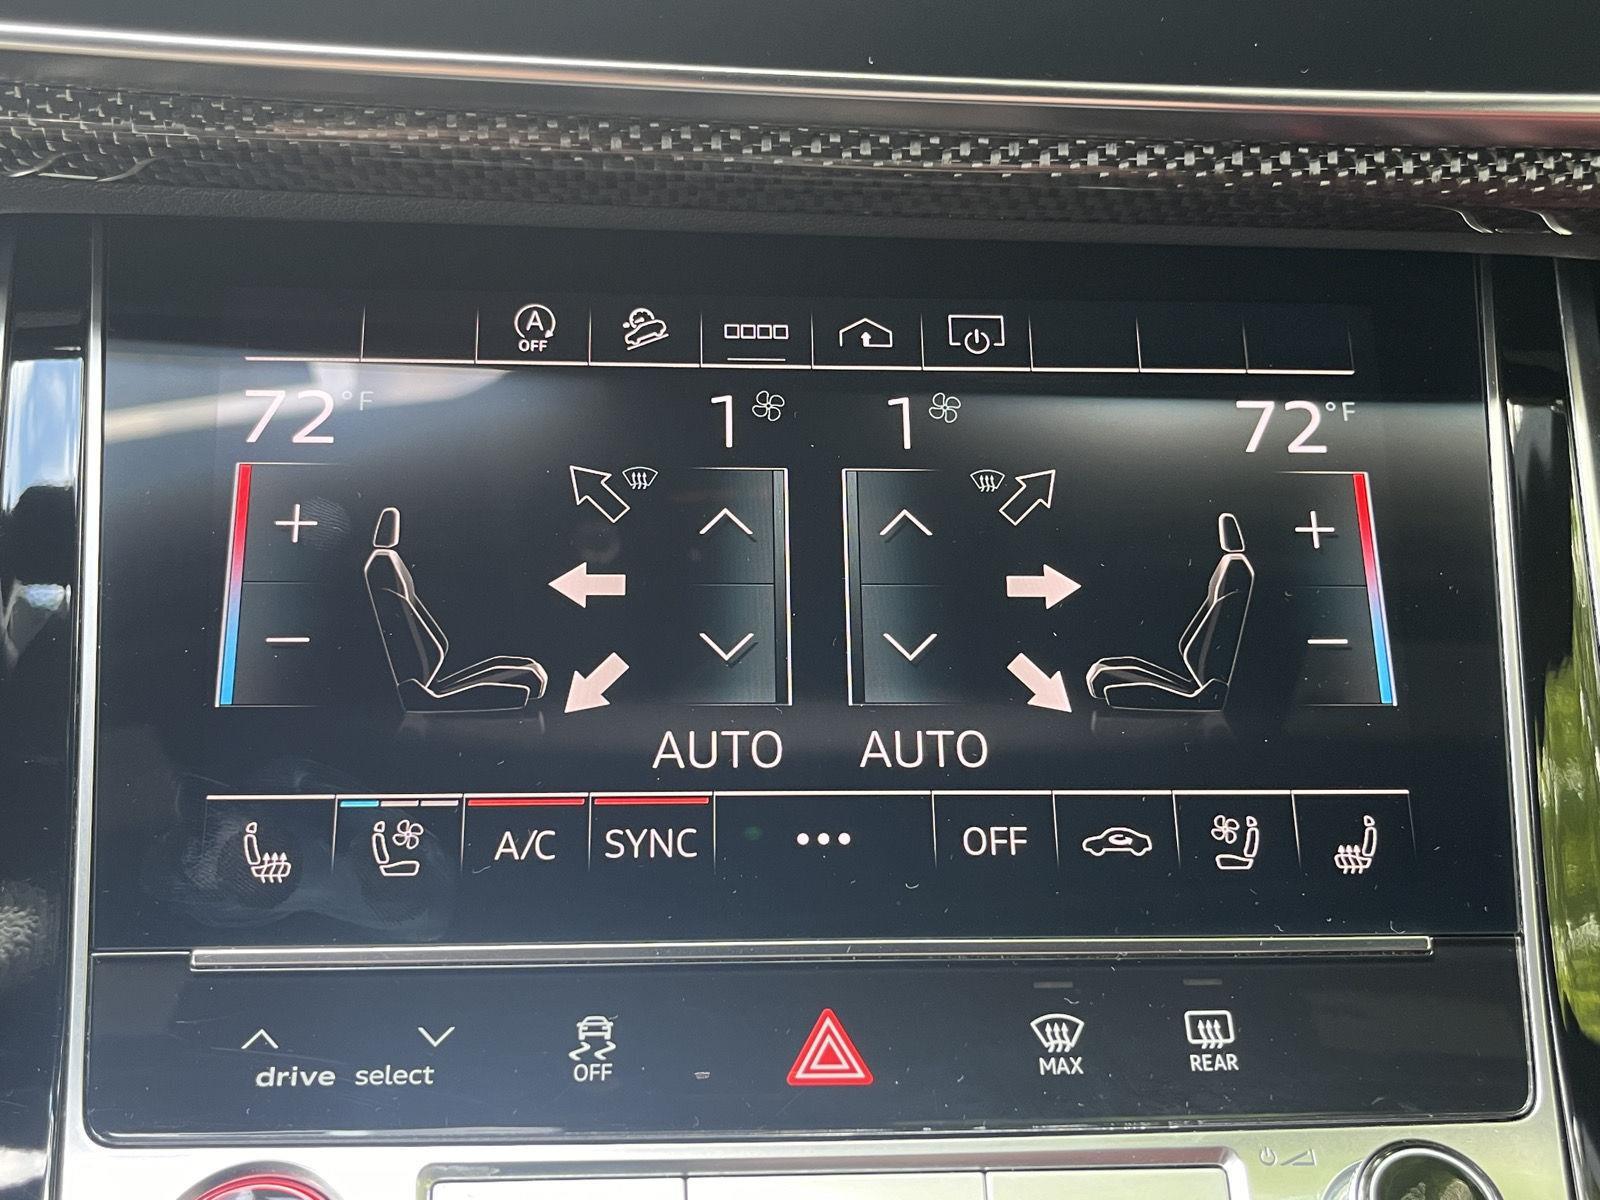 A
OFF
72 °F 1 1 72 °F
AUTO AUTO
A/C SYNC ••• OFF
drive select OFF MAX REAR